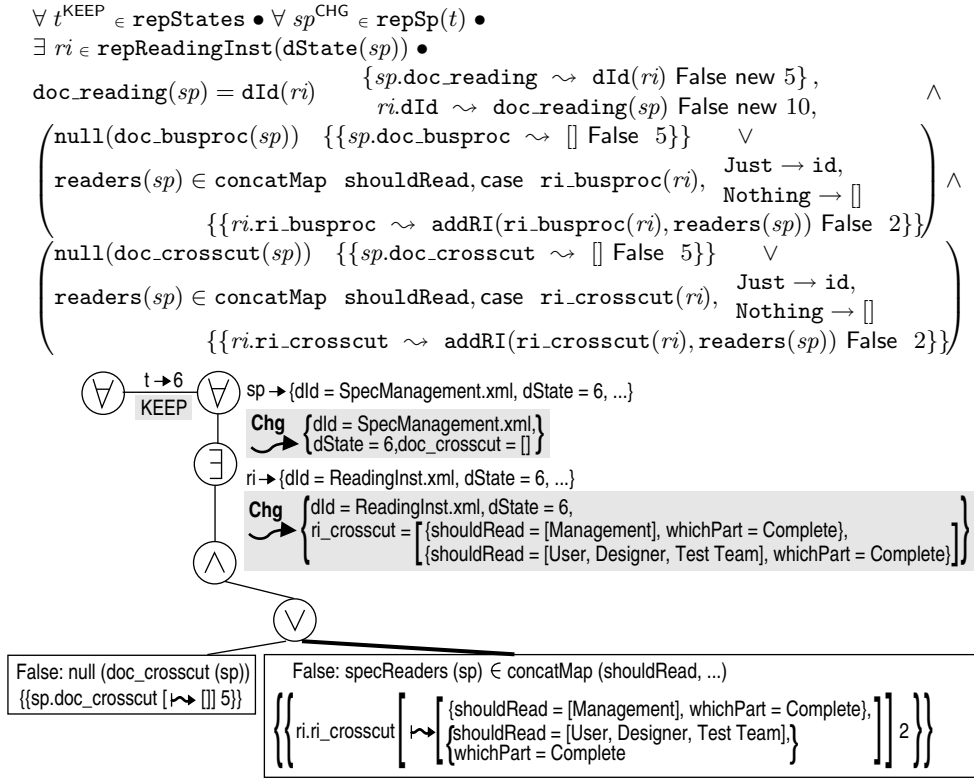 ∀ t^KEEP ∈ repStates • ∀ sp^CHG ∈ repSp(t) •
∃ ri ∈ repReadingInst(dState(sp)) •
doc_reading(sp) = dId(ri) {sp.doc_reading ⤳ dId(ri) False new 5},
ri.dId ⤳ doc_reading(sp) False new 10, ∧
(null(doc_busproc(sp)) {{sp.doc_busproc ⤳ [] False 5}} ∨
readers(sp) ∈ concatMap shouldRead, case ri_busproc(ri), Just → id,
Nothing → []
{{ri.ri_busproc ⤳ addRI(ri_busproc(ri), readers(sp)) False 2}}) ∧
(null(doc_crosscut(sp)) {{sp.doc_crosscut ⤳ [] False 5}} ∨
readers(sp) ∈ concatMap shouldRead, case ri_crosscut(ri), Just → id,
Nothing → []
{{ri.ri_crosscut ⤳ addRI(ri_crosscut(ri), readers(sp)) False 2}})
∀ t→6 ∀ sp→{dId = SpecManagement.xml, dState = 6, ...}
KEEP
Chg {dId = SpecManagement.xml,
dState = 6,doc_crosscut = []}
∃
ri→{dId = ReadingInst.xml, dState = 6, ...}
Chg {dId = ReadingInst.xml, dState = 6,
ri_crosscut = [{shouldRead = [Management], whichPart = Complete},
{shouldRead = [User, Designer, Test Team], whichPart = Complete}]}
∧
∨
False: null (doc_crosscut (sp))
{{sp.doc_crosscut [⤳ []] 5}}
False: specReaders (sp) ∈ concatMap (shouldRead, ...)
{{ri.ri_crosscut [⤳ [{shouldRead = [Management], whichPart = Complete},
{shouldRead = [User, Designer, Test Team],
whichPart = Complete}]] 2}}